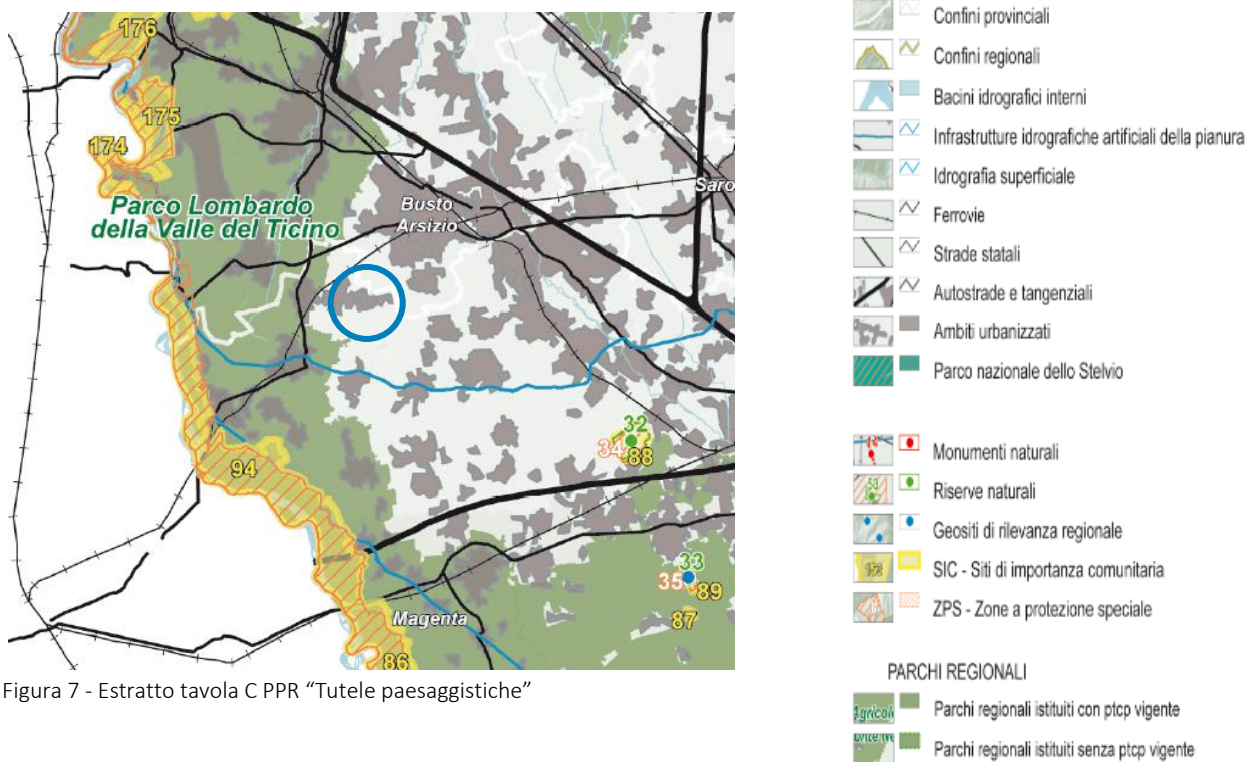 176
175
174
Parco Lombardo
della Valle del Ticino
Busto
Arsizio
Saro
94
32
34
88
33
35
89
87
Magenta
86
Figura 7 - Estratto tavola C PPR “Tutele paesaggistiche”
Confini provinciali
Confini regionali
Bacini idrografici interni
Infrastrutture idrografiche artificiali della pianura
Idrografia superficiale
Ferrovie
Strade statali
Autostrade e tangenziali
Ambiti urbanizzati
Parco nazionale dello Stelvio
Monumenti naturali
Riserve naturali
Geositi di rilevanza regionale
SIC - Siti di importanza comunitaria
ZPS - Zone a protezione speciale
PARCHI REGIONALI
Agricol
Parchi regionali istituiti con ptcp vigente
Parchi regionali istituiti senza ptcp vigente